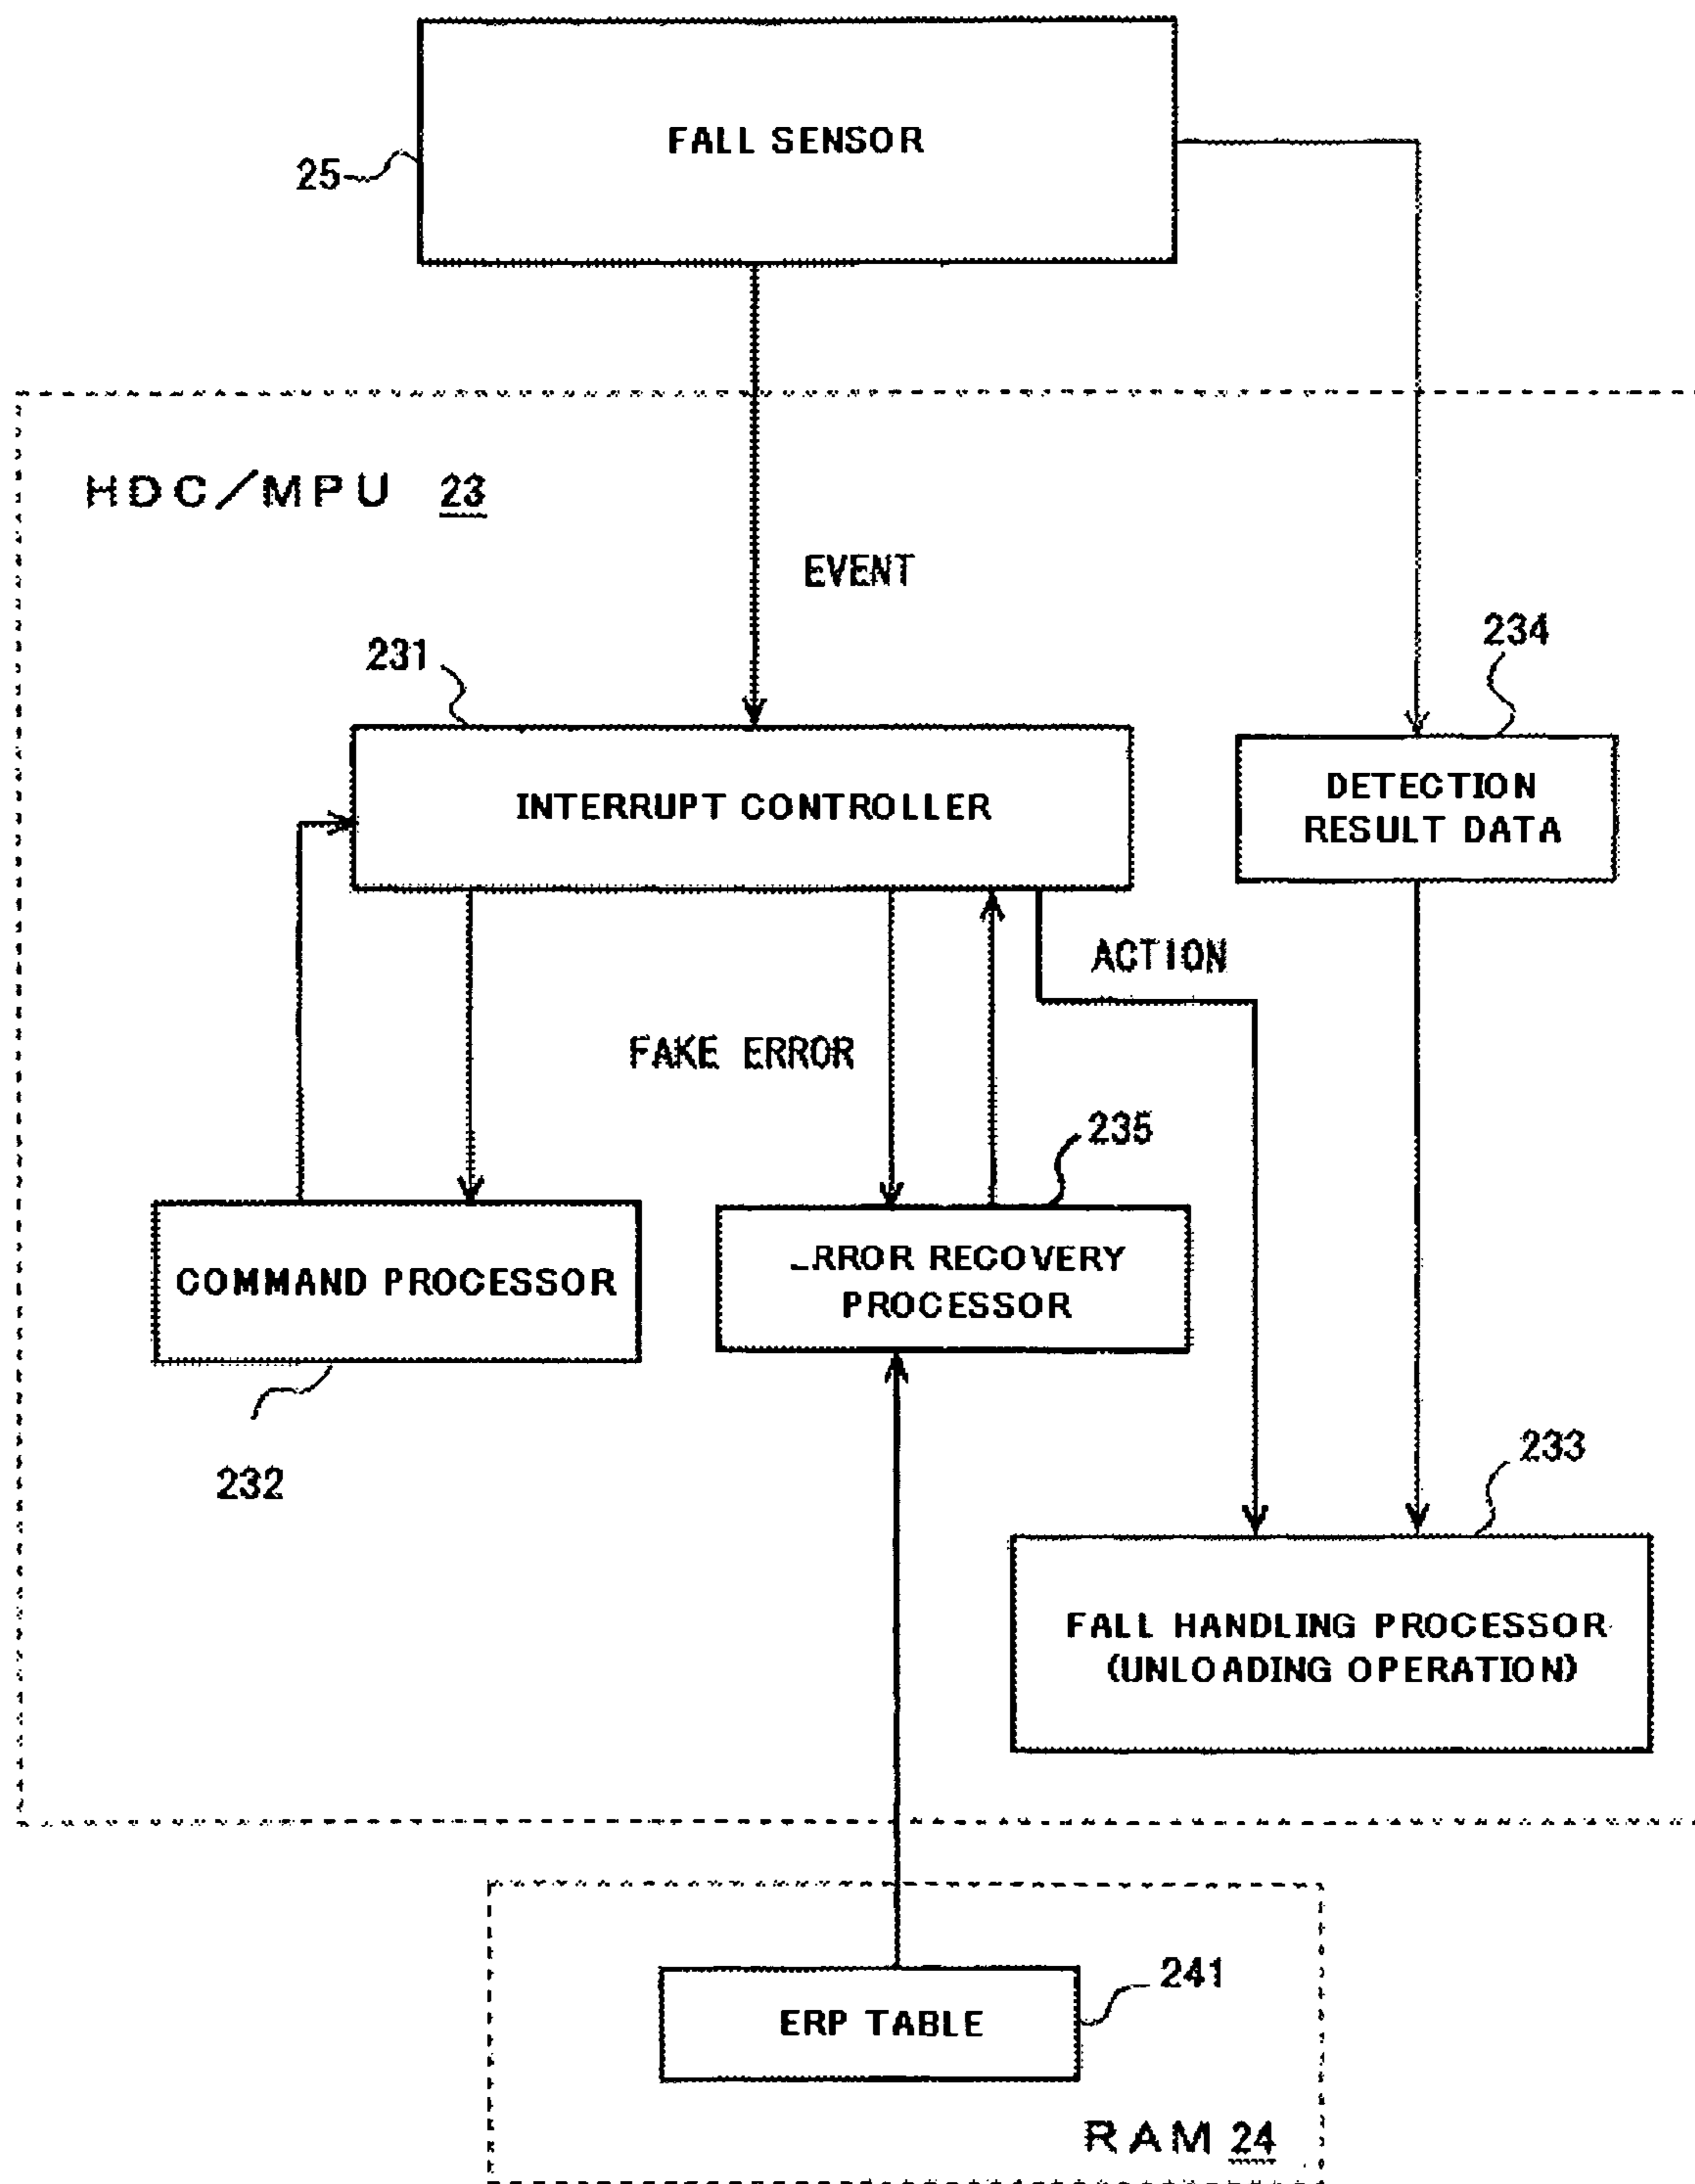 FALL SENSOR
25
HDC/MPU 23
EVENT
231
234
INTERRUPT CONTROLLER
DETECTION
RESULT DATA
ACTION
FAKE ERROR
235
COMMAND PROCESSOR
RROR RECOVERY
PROCESSOR
232
233
FALL HANDLING PROCESSOR
(UNLOADING OPERATION)
ERP TABLE
241
RAM 24